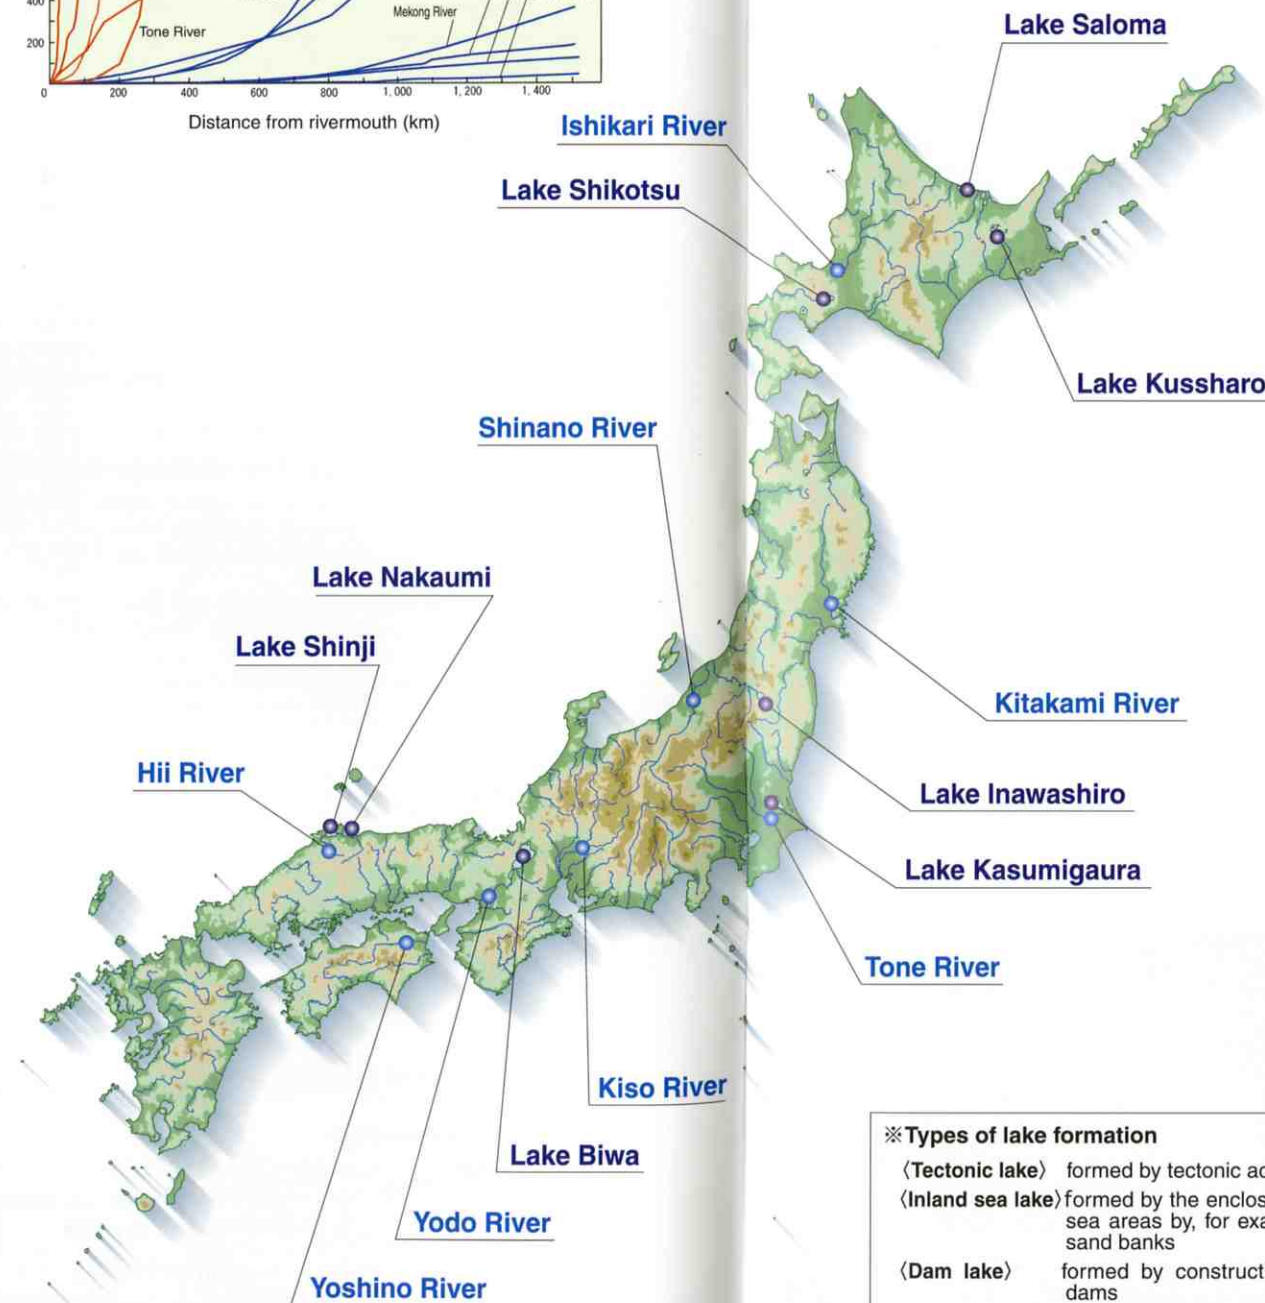 400
200
Tone River
Mekong River
0
200
400
600
800
1,000
1,200
1,400
Distance from rivermouth (km)
Lake Saloma
Ishikari River
Lake Shikotsu
Lake Kussharo
Shinano River
Lake Nakaumi
Lake Shinji
Kitakami River
Hii River
Lake Inawashiro
Lake Kasumigaura
Tone River
Kiso River
Lake Biwa
Yodo River
Yoshino River
※Types of lake formation
〈Tectonic lake〉 formed by tectonic ac
〈Inland sea lake〉formed by the enclos
sea areas by, for exa
sand banks
〈Dam lake〉 formed by construct
dams